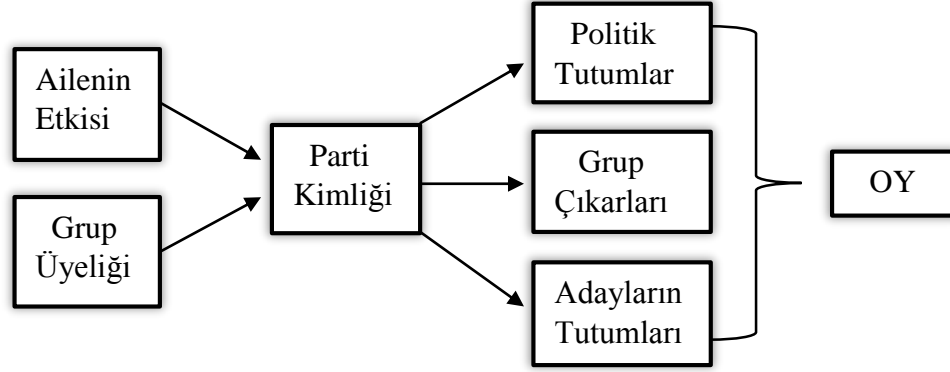 Ailenin
Etkisi
Grup
Üyeliği
Parti
Kimliği
Politik
Tutumlar
Grup
Çıkarları
Adayların
Tutumları
OY